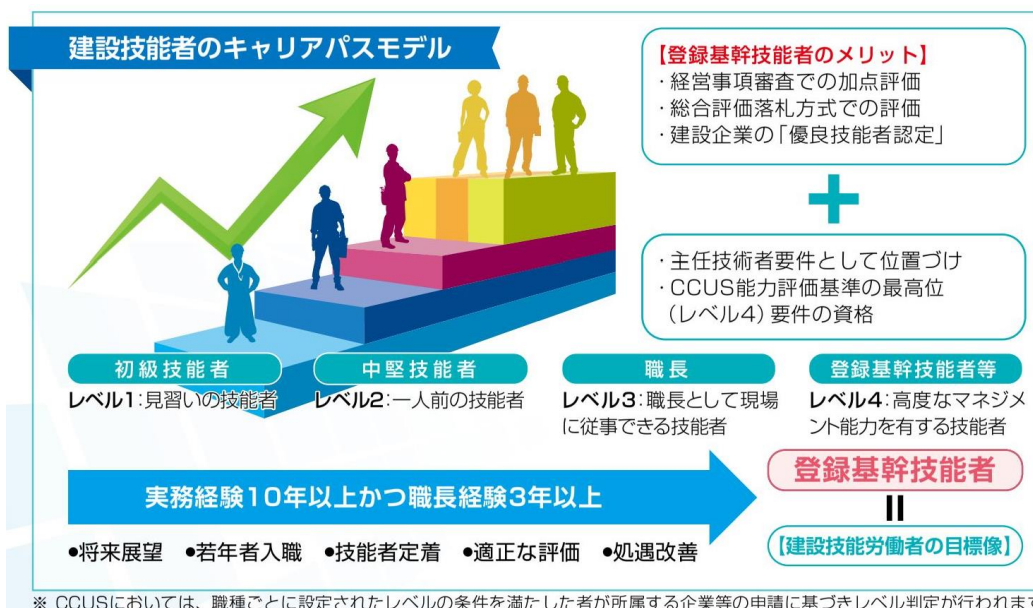 建設技能者のキャリアパスモデル
【登録基幹技能者のメリット】
・経営事項審査での加点評価
・総合評価落札方式での評価
・建設企業の「優良技能者認定」
+
・主任技術者要件として位置づけ
・CCUS能力評価基準の最高位
(レベル4)要件の資格
初級技能者
レベル1:見習いの技能者
中堅技能者
レベル2:一人前の技能者
職長
レベル3:職長として現場
に従事できる技能者
登録基幹技能者等
レベル4:高度なマネジメ
ント能力を有する技能者
実務経験10年以上かつ職長経験3年以上
登録基幹技能者
=
【建設技能労働者の目標像】
●将来展望 ●若年者入職 ●技能者定着 ●適正な評価 ●処遇改善
※ CCUSにおいては、職種ごとに設定されたレベルの条件を満たした者が所属する企業等の申請に基づきレベル判定が行われま